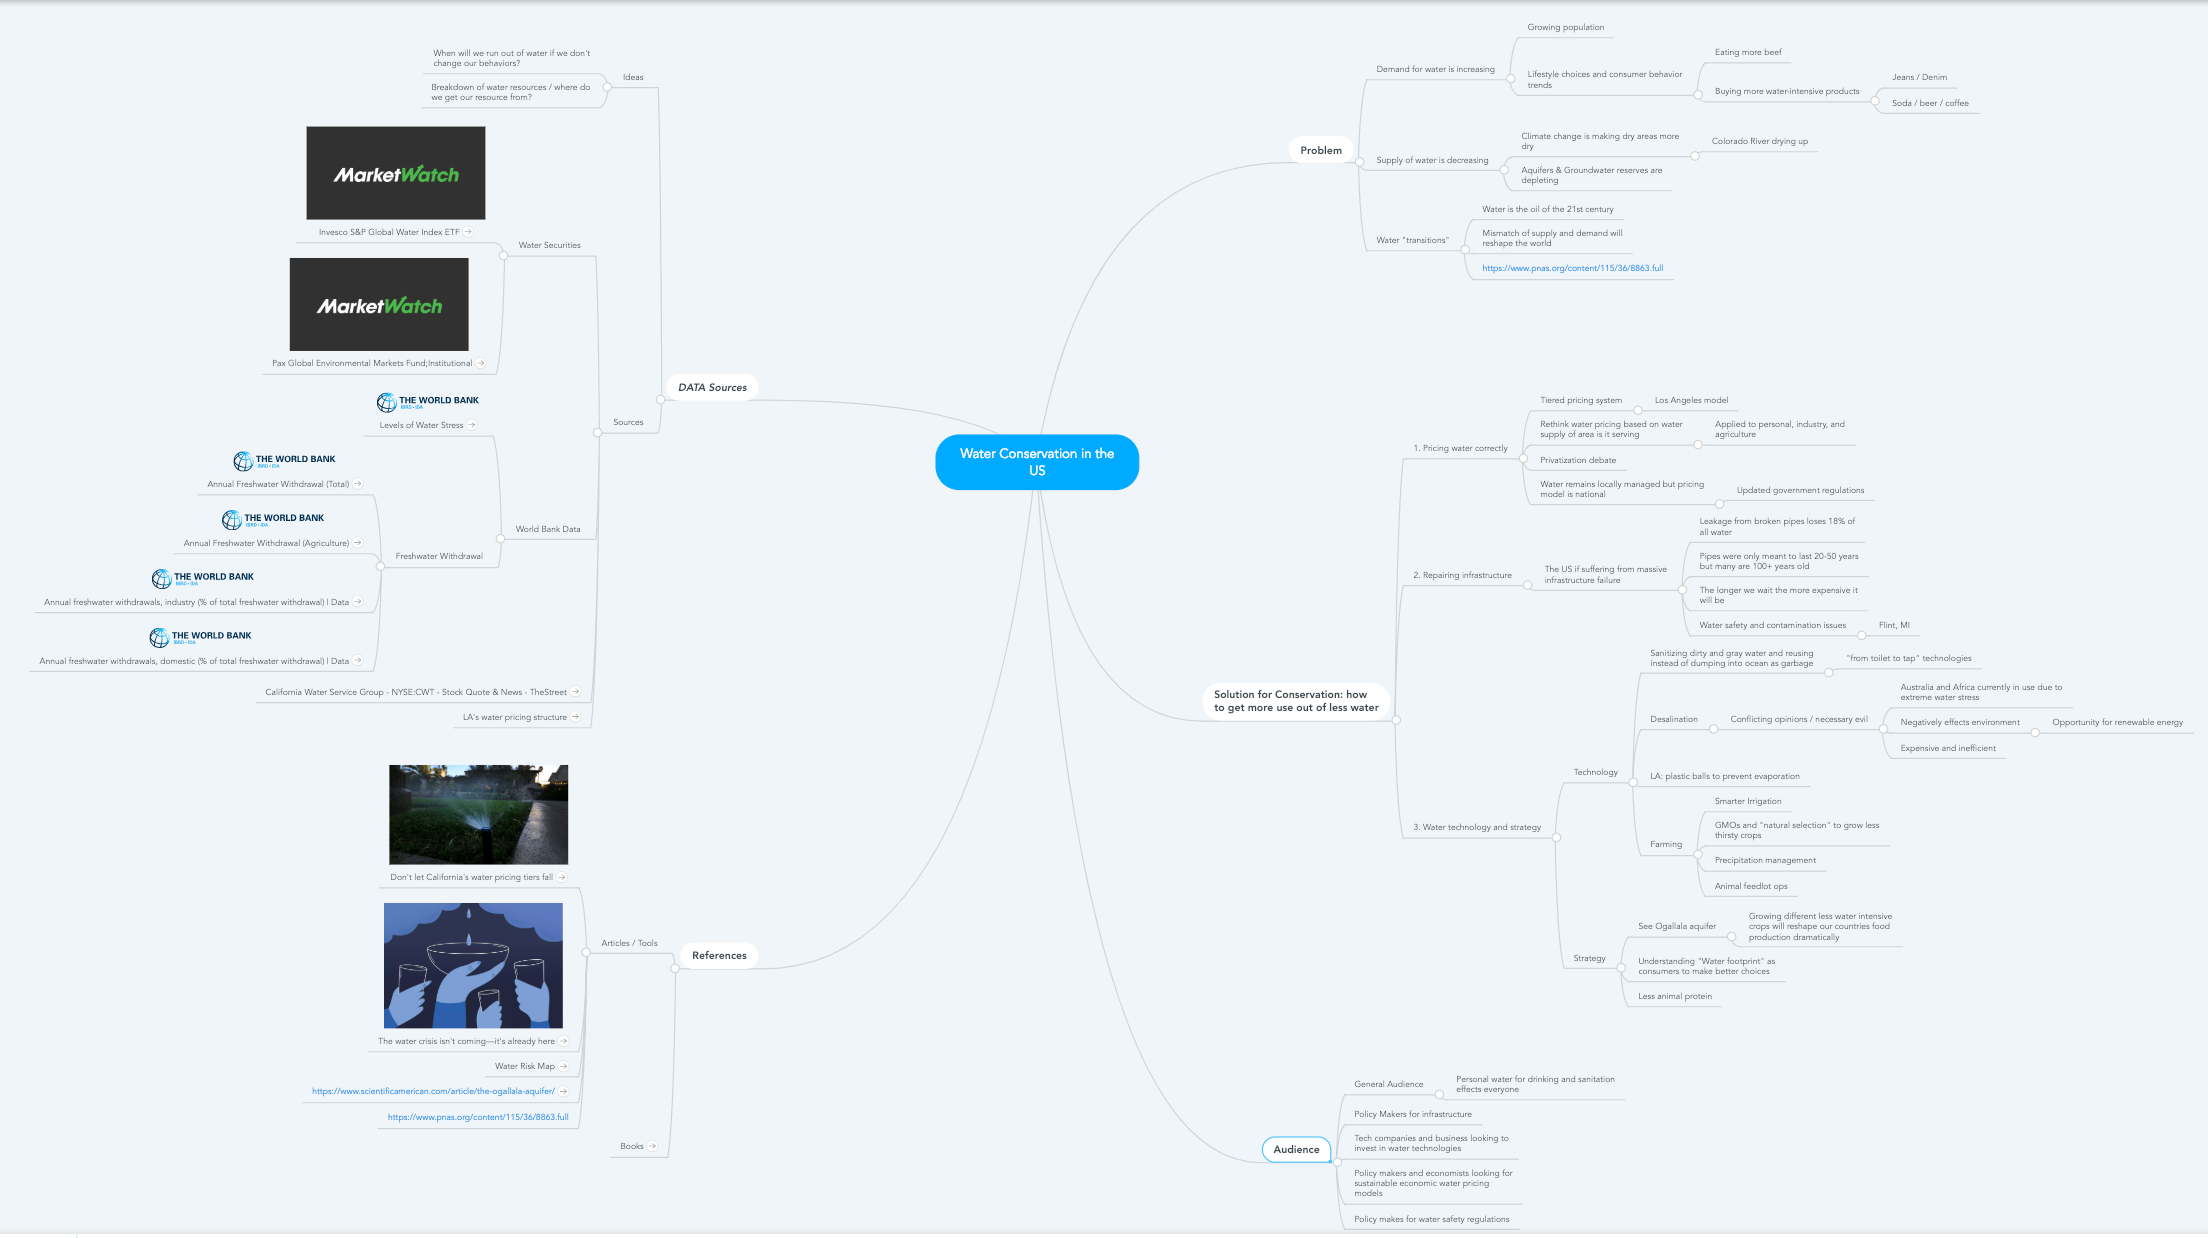 Water Conservation in the
US
Problem
Demand for water is increasing
Growing population
Lifestyle choices and consumer behavior
trends
Eating more beef
Buying more water-intensive products
Jeans / Denim
Soda / beer / coffee
Supply of water is decreasing
Climate change is making dry areas more
dry
Colorado River drying up
Aquifers & Groundwater reserves are
depleting
Water "transitions"
Water is the oil of the 21st century
Mismatch of supply and demand will
reshape the world
https://www.pnas.org/content/115/36/8863.full
Solution for Conservation: how
to get more use out of less water
1. Pricing water correctly
Tiered pricing system
Los Angeles model
Rethink water pricing based on water
supply of area is it serving
Applied to personal, industry, and
agriculture
Privatization debate
Water remains locally managed but pricing
model is national
Updated government regulations
2. Repairing infrastructure
The US if suffering from massive
infrastructure failure
Leakage from broken pipes loses 18% of
all water
Pipes were only meant to last 20-50 years
but many are 100+ years old
The longer we wait the more expensive it
will be
Water safety and contamination issues
Flint, MI
3. Water technology and strategy
Technology
Sanitizing dirty and gray water and reusing
instead of dumping into ocean as garbage
"from toilet to tap" technologies
Desalination
Conflicting opinions / necessary evil
Australia and Africa currently in use due to
extreme water stress
Negatively effects environment
Opportunity for renewable energy
Expensive and inefficient
LA: plastic balls to prevent evaporation
Farming
Smarter Irrigation
GMOs and "natural selection" to grow less
thirsty crops
Precipitation management
Animal feedlot ops
Strategy
See Ogallala aquifer
Growing different less water intensive
crops will reshape our countries food
production dramatically
Understanding "Water footprint" as
consumers to make better choices
Less animal protein
Audience
General Audience
Personal water for drinking and sanitation
effects everyone
Policy Makers for infrastructure
Tech companies and business looking to
invest in water technologies
Policy makers and economists looking for
sustainable economic water pricing
models
Policy makes for water safety regulations
DATA Sources
Ideas
When will we run out of water if we don't
change our behaviors?
Breakdown of water resources / where do
we get our resource from?
Sources
Water Securities
MarketWatch
Invesco S&P Global Water Index ETF
MarketWatch
Pax Global Environmental Markets Fund;Institutional
World Bank Data
THE WORLD BANK
IBRD • IDA
Levels of Water Stress
Freshwater Withdrawal
THE WORLD BANK
IBRD • IDA
Annual Freshwater Withdrawal (Total)
THE WORLD BANK
IBRD • IDA
Annual Freshwater Withdrawal (Agriculture)
THE WORLD BANK
IBRD • IDA
Annual freshwater withdrawals, industry (% of total freshwater withdrawal) | Data
THE WORLD BANK
IBRD • IDA
Annual freshwater withdrawals, domestic (% of total freshwater withdrawal) | Data
California Water Service Group - NYSE:CWT - Stock Quote & News - TheStreet
LA's water pricing structure
References
Articles / Tools
Don't let California's water pricing tiers fall
The water crisis isn't coming—it's already here
Water Risk Map
https://www.scientificamerican.com/article/the-ogallala-aquifer/
https://www.pnas.org/content/115/36/8863.full
Books